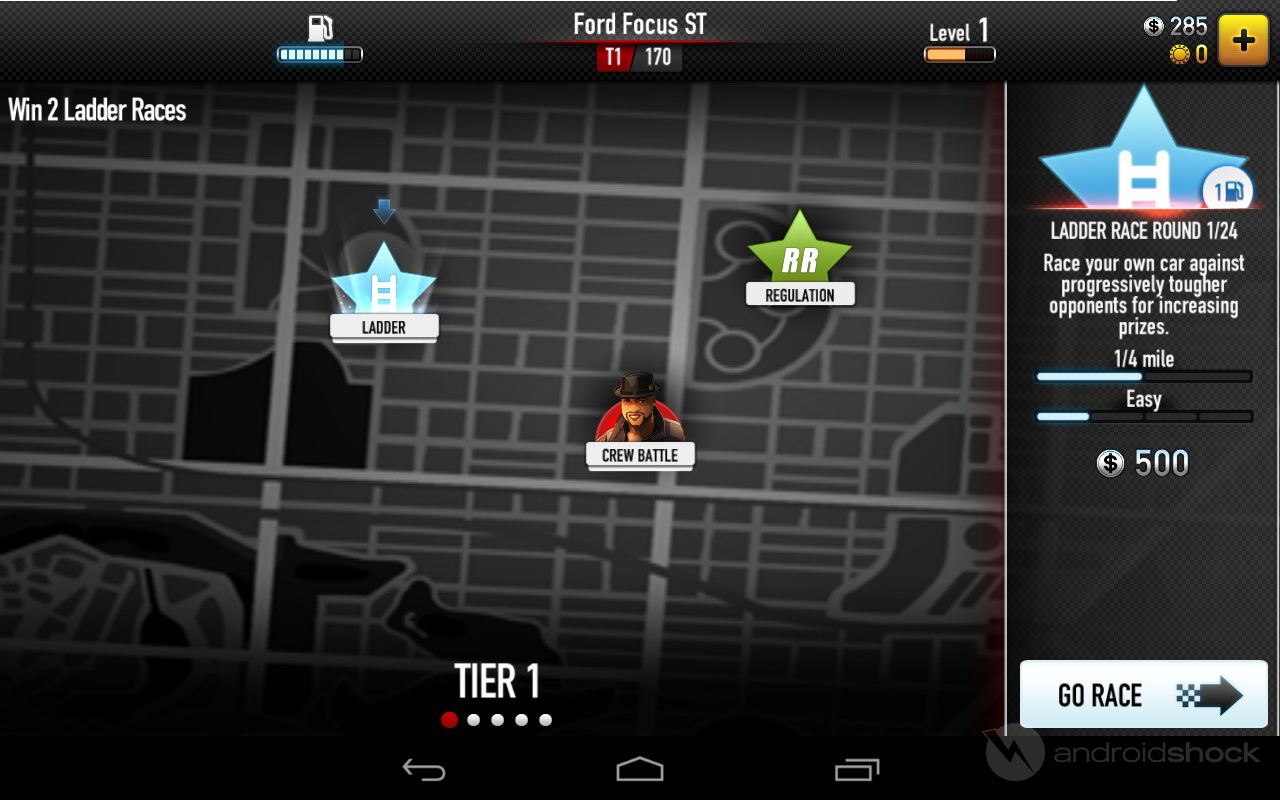 Ford Focus ST
T1 170
Level 1
285
0
Win 2 Ladder Races
LADDER
RR
REGULATION
CREW BATTLE
TIER 1
1
LADDER RACE ROUND 1/24
Race your own car against
progressively tougher
opponents for increasing
prizes.
1/4 mile
Easy
$ 500
GO RACE
androidshock